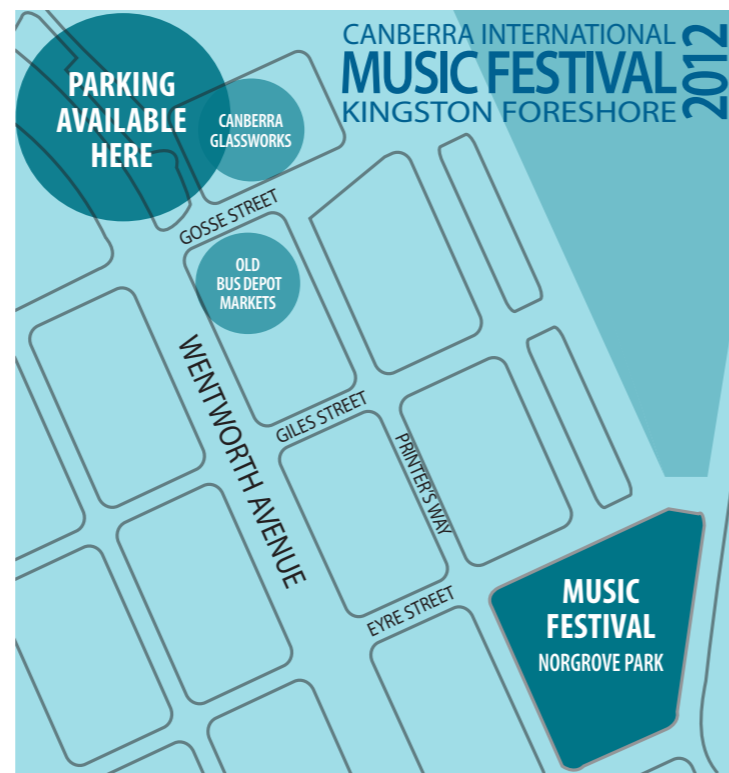 CANBERRA INTERNATIONAL
MUSIC FESTIVAL
KINGSTON FORESHORE
2012
PARKING
AVAILABLE
HERE
CANBERRA
GLASSWORKS
GOSSE STREET
OLD
BUS DEPOT
MARKETS
WENTWORTH AVENUE
GILES STREET
PRINTER'S WAY
EYRE STREET
MUSIC
FESTIVAL
NORGROVE PARK